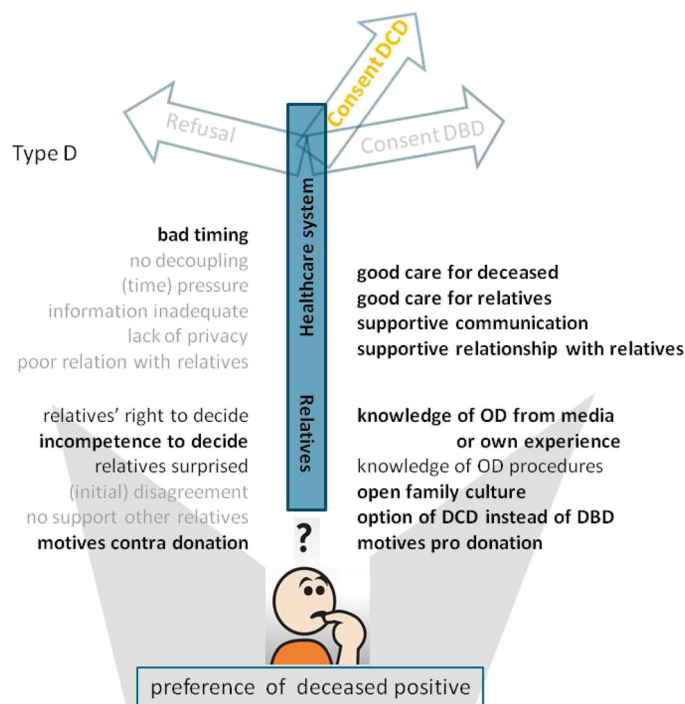 Consent DCD
Refusal
Consent DBD
Type D
Healthcare system
Relatives
bad timing
no decoupling
(time) pressure
information inadequate
lack of privacy
poor relation with relatives
good care for deceased
good care for relatives
supportive communication
supportive relationship with relatives
relatives' right to decide
incompetence to decide
relatives surprised
(initial) disagreement
no support other relatives
motives contra donation
knowledge of OD from media
or own experience
knowledge of OD procedures
open family culture
option of DCD instead of DBD
motives pro donation
?
preference of deceased positive